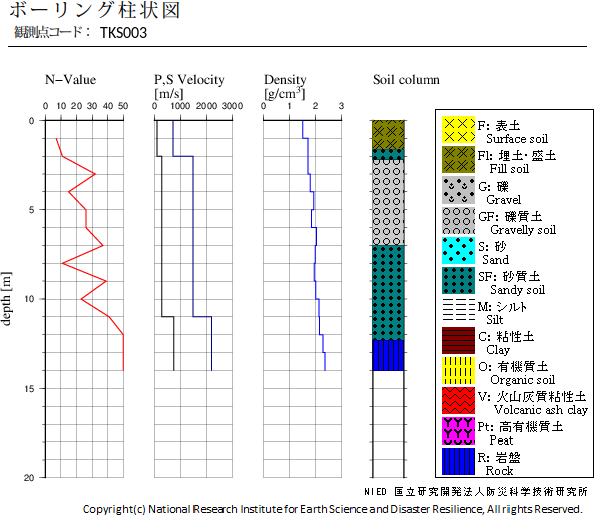 ボーリング柱状図
観測点コード： TKS003
N-Value
P,S Velocity
[m/s]
Density
[g/cm³]
Soil column
0 10 20 30 40 50
0 1000 2000 3000
0 1 2 3
0
5
10
15
20
depth [m]
F: 表土
Surface soil
Fl: 埋土・盛土
Fill soil
G: 礫
Gravel
GF: 礫質土
Gravelly soil
S: 砂
Sand
SF: 砂質土
Sandy soil
M: シルト
Silt
C: 粘性土
Clay
O: 有機質土
Organic soil
V: 火山灰質粘性土
Volcanic ash clay
Pt: 高有機質土
Peat
R: 岩盤
Rock
NIED 国立研究開発法人防災科学技術研究所
Copyright(c) National Research Institute for Earth Science and Disaster Resilience, All rights Reserved.